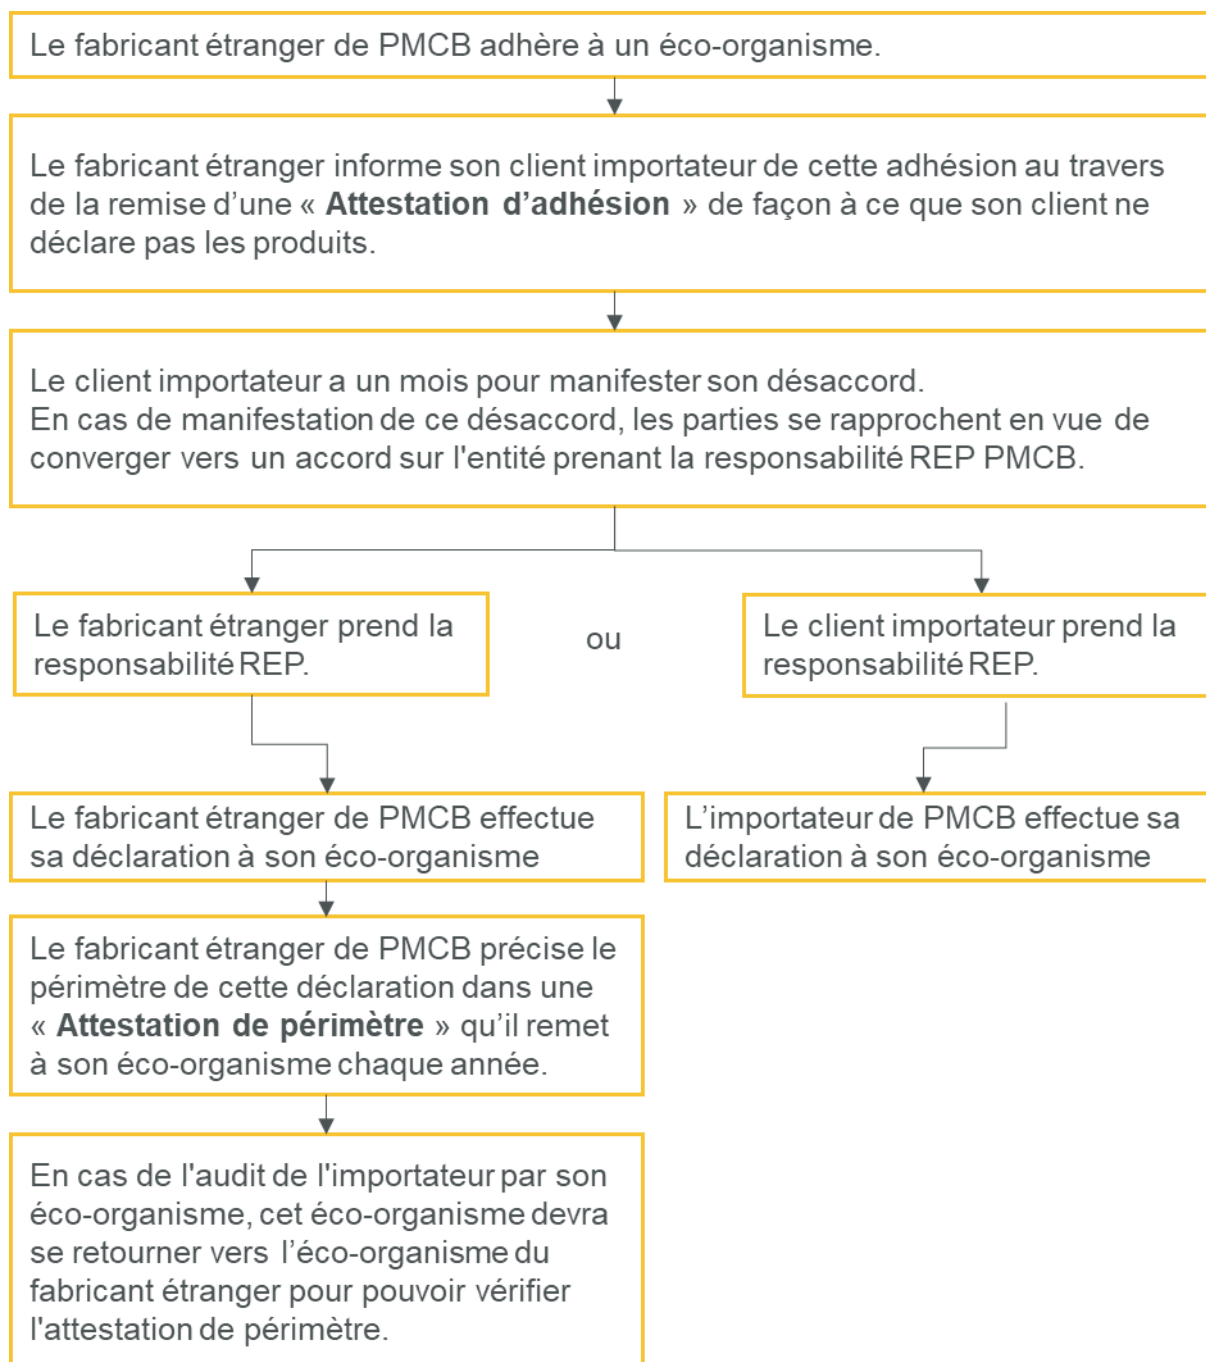 Le fabricant étranger de PMCB adhère à un éco-organisme.
Le fabricant étranger informe son client importateur de cette adhésion au travers
de la remise d’une « Attestation d’adhésion » de façon à ce que son client ne
déclare pas les produits.
Le client importateur a un mois pour manifester son désaccord.
En cas de manifestation de ce désaccord, les parties se rapprochent en vue de
converger vers un accord sur l'entité prenant la responsabilité REP PMCB.
Le fabricant étranger prend la
responsabilité REP.
ou
Le client importateur prend la
responsabilité REP.
Le fabricant étranger de PMCB effectue
sa déclaration à son éco-organisme
L’importateur de PMCB effectue sa
déclaration à son éco-organisme
Le fabricant étranger de PMCB précise le
périmètre de cette déclaration dans une
« Attestation de périmètre » qu’il remet
à son éco-organisme chaque année.
En cas de l'audit de l'importateur par son
éco-organisme, cet éco-organisme devra
se retourner vers l’éco-organisme du
fabricant étranger pour pouvoir vérifier
l'attestation de périmètre.